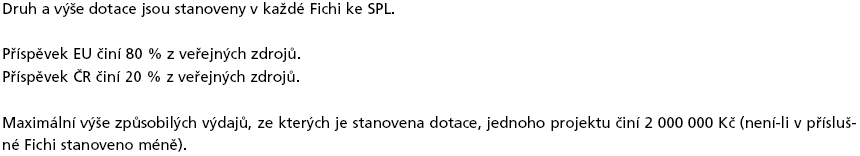 Druh a výše dotace jsou stanoveny v každé Fichi ke SPL.
Příspěvek EU činí 80 % z veřejných zdrojů.
Příspěvek ČR činí 20 % z veřejných zdrojů.
Maximální výše způsobilých výdajů, ze kterých je stanovena dotace, jednoho projektu činí 2 000 000 Kč (není-li v přísluš-
né Fichi stanoveno méně).